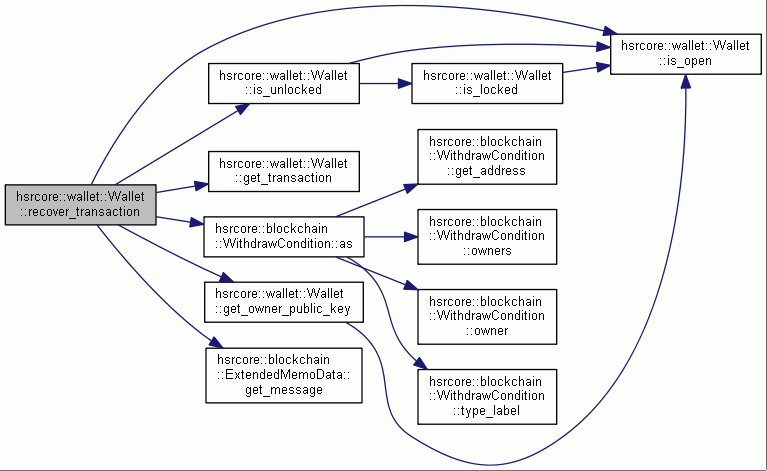 hsrcore::wallet::Wallet
::recover_transaction
hsrcore::wallet::Wallet
::is_unlocked
hsrcore::wallet::Wallet
::get_transaction
hsrcore::blockchain
::WithdrawCondition::as
hsrcore::wallet::Wallet
::get_owner_public_key
hsrcore::blockchain
::ExtendedMemoData::
get_message
hsrcore::wallet::Wallet
::is_locked
hsrcore::blockchain
::WithdrawCondition
::get_address
hsrcore::blockchain
::WithdrawCondition
::owners
hsrcore::blockchain
::WithdrawCondition
::owner
hsrcore::blockchain
::WithdrawCondition
::type_label
hsrcore::wallet::Wallet
::is_open